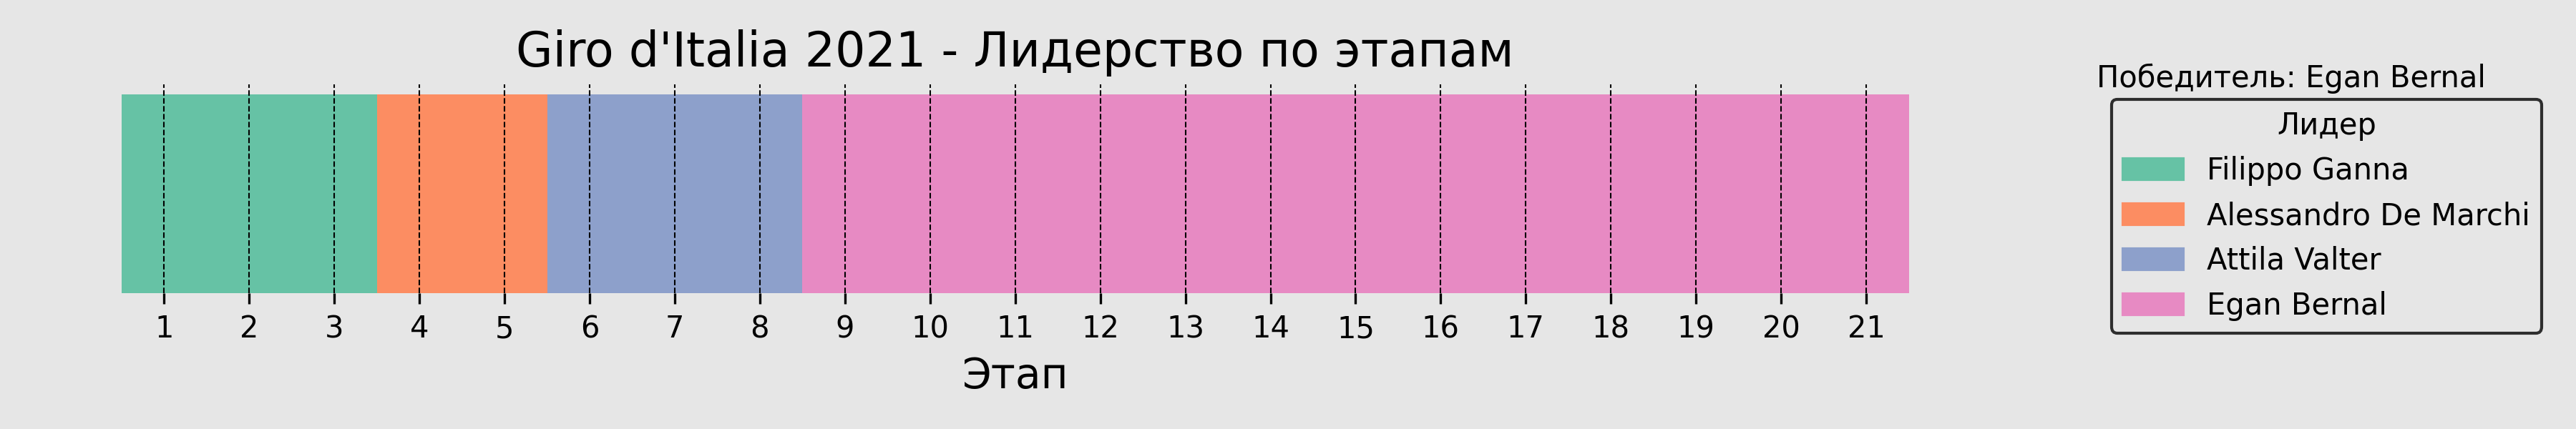 Giro d'Italia 2021 - Лидерство по этапам
Победитель: Egan Bernal
Лидер
Filippo Ganna
Alessandro De Marchi
Attila Valter
Egan Bernal
1 2 3 4 5 6 7 8 9 10 11 12 13 14 15 16 17 18 19 20 21
Этап